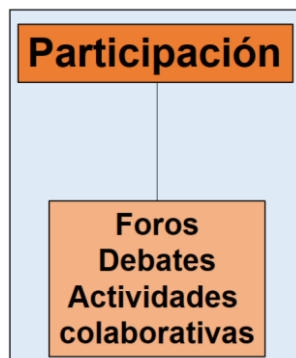 Participación
Foros
Debates
Actividades
colaborativas